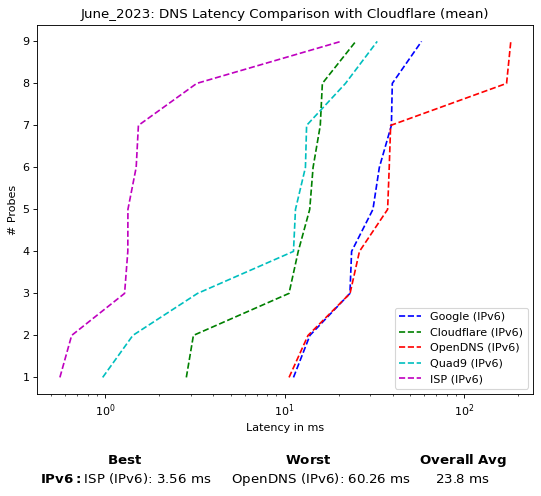 June_2023: DNS Latency Comparison with Cloudflare (mean)
9
8
7
6
5
4
3
2
1
# Probes
Google (IPv6)
Cloudflare (IPv6)
OpenDNS (IPv6)
Quad9 (IPv6)
ISP (IPv6)
10⁰ 10¹ 10²
Latency in ms
Best Worst Overall Avg
IPv6: ISP (IPv6): 3.56 ms OpenDNS (IPv6): 60.26 ms 23.8 ms